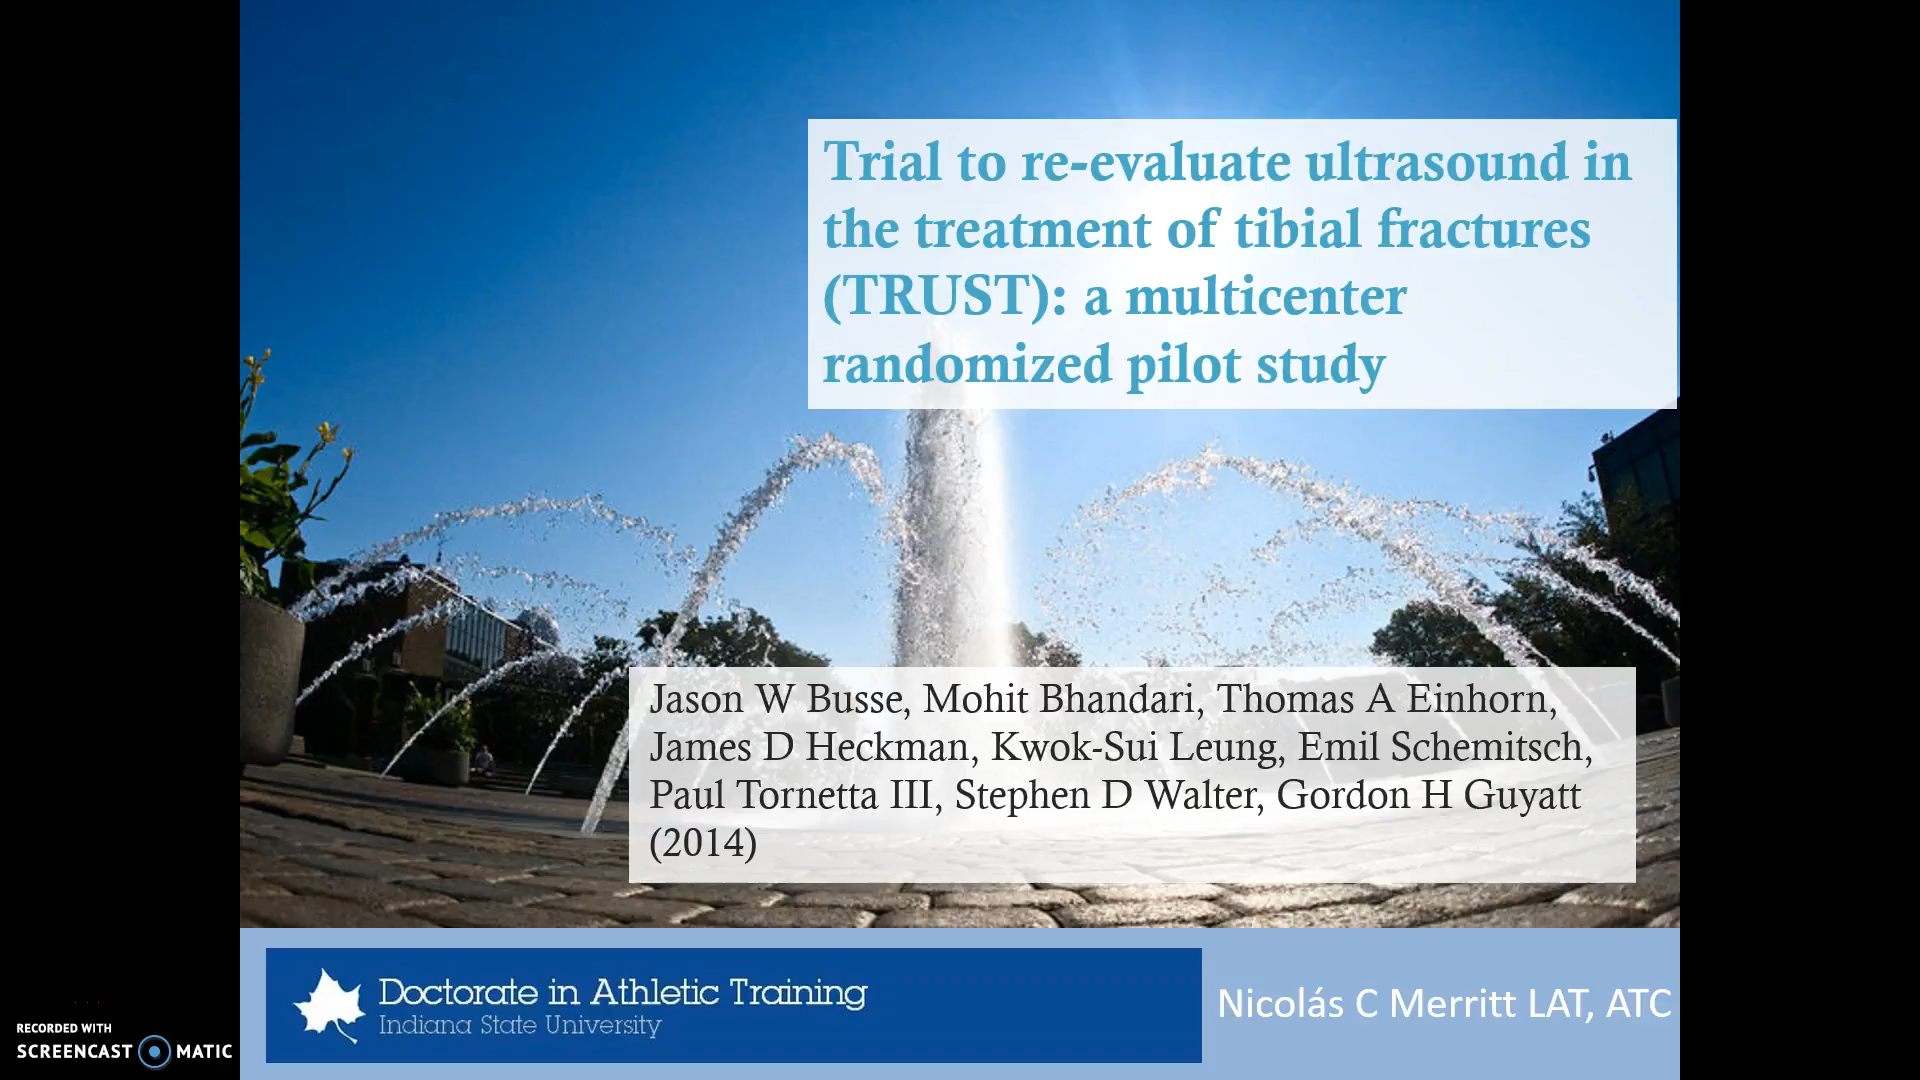 Trial to re-evaluate ultrasound in
the treatment of tibial fractures
(TRUST): a multicenter
randomized pilot study
Jason W Busse, Mohit Bhandari, Thomas A Einhorn,
James D Heckman, Kwok-Sui Leung, Emil Schemitsch,
Paul Tornetta III, Stephen D Walter, Gordon H Guyatt
(2014)
Doctorate in Athletic Training
Indiana State University
Nicolás C Merritt LAT, ATC
RECORDED WITH
SCREENCAST MATIC